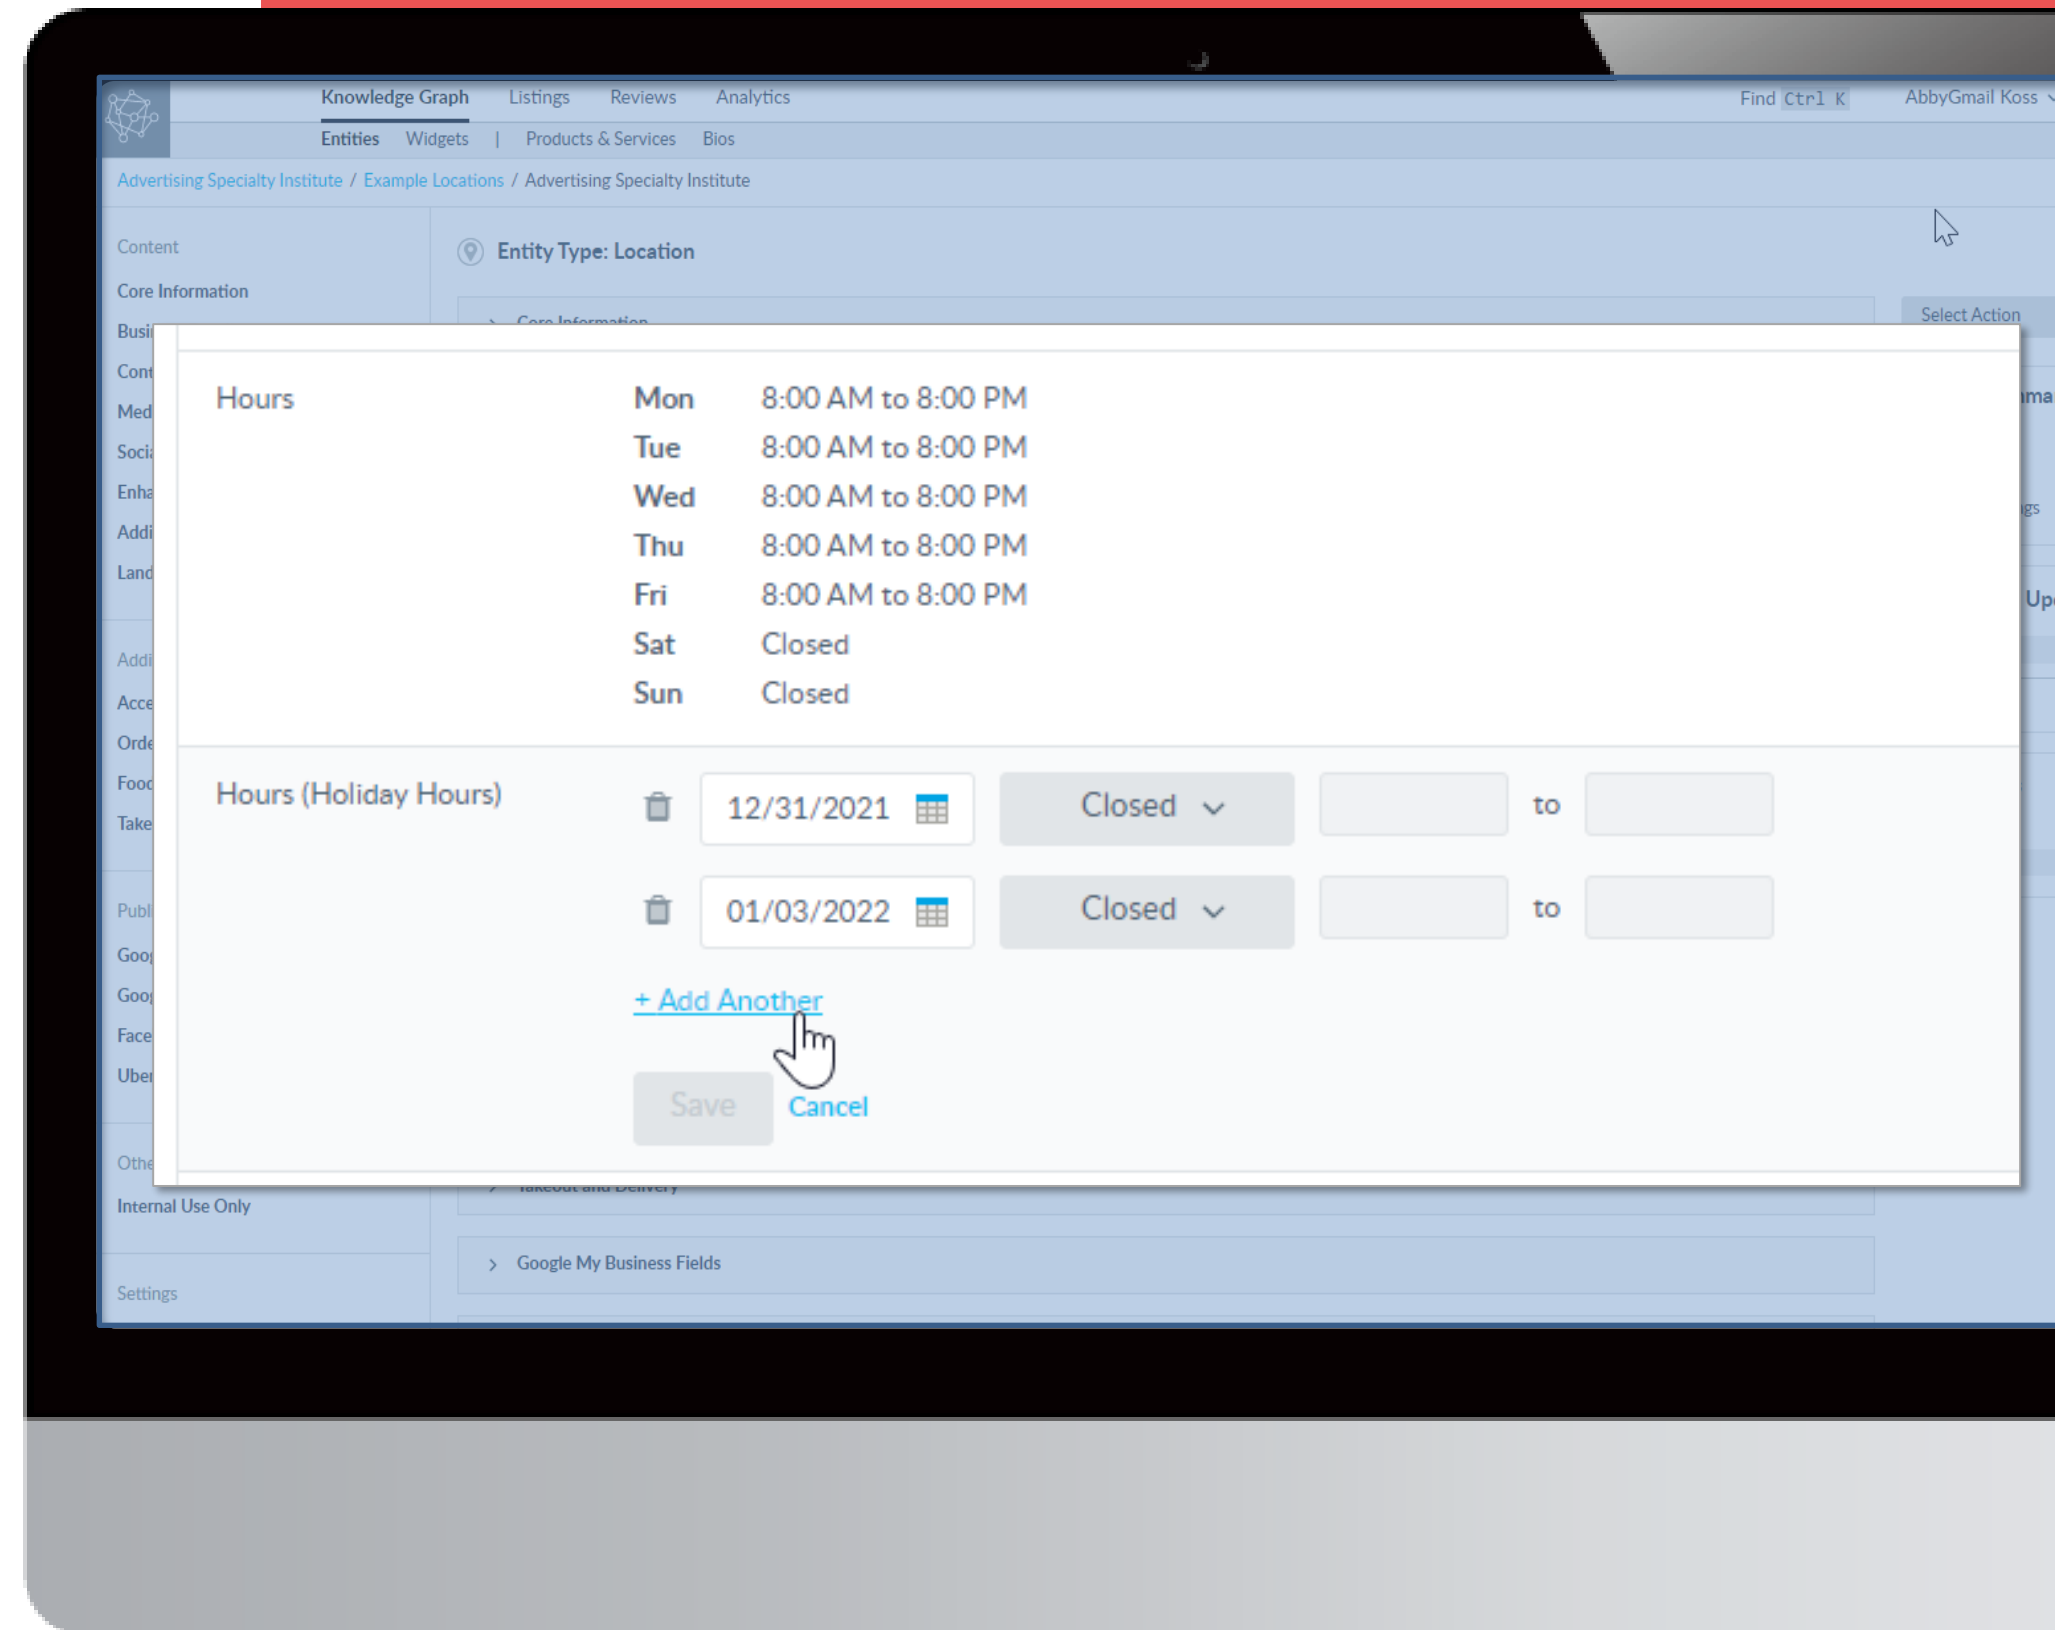 Knowledge Graph Listings Reviews Analytics Find Ctrl K AbbyGmail Koss
Entities Widgets | Products & Services Bios
Advertising Specialty Institute / Example Locations / Advertising Specialty Institute
Content
Entity Type: Location
Core Information
Core Information
Select Action
Hours
Mon 8:00 AM to 8:00 PM
Tue 8:00 AM to 8:00 PM
Wed 8:00 AM to 8:00 PM
Thu 8:00 AM to 8:00 PM
Fri 8:00 AM to 8:00 PM
Sat Closed
Sun Closed
Hours (Holiday Hours)
12/31/2021 Closed to
01/03/2022 Closed to
+ Add Another
Save Cancel
Takeout and Delivery
Internal Use Only
Google My Business Fields
Settings